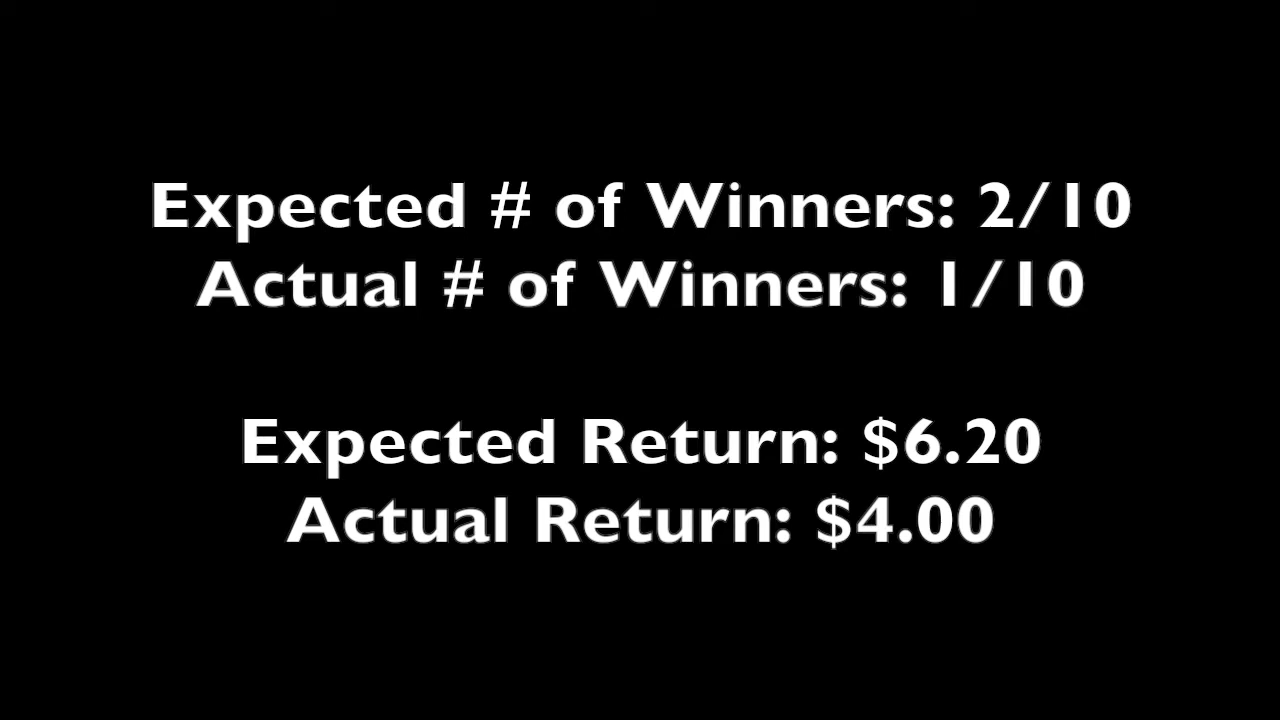 Expected # of Winners: 2/10
Actual # of Winners: 1/10
Expected Return: $6.20
Actual Return: $4.00